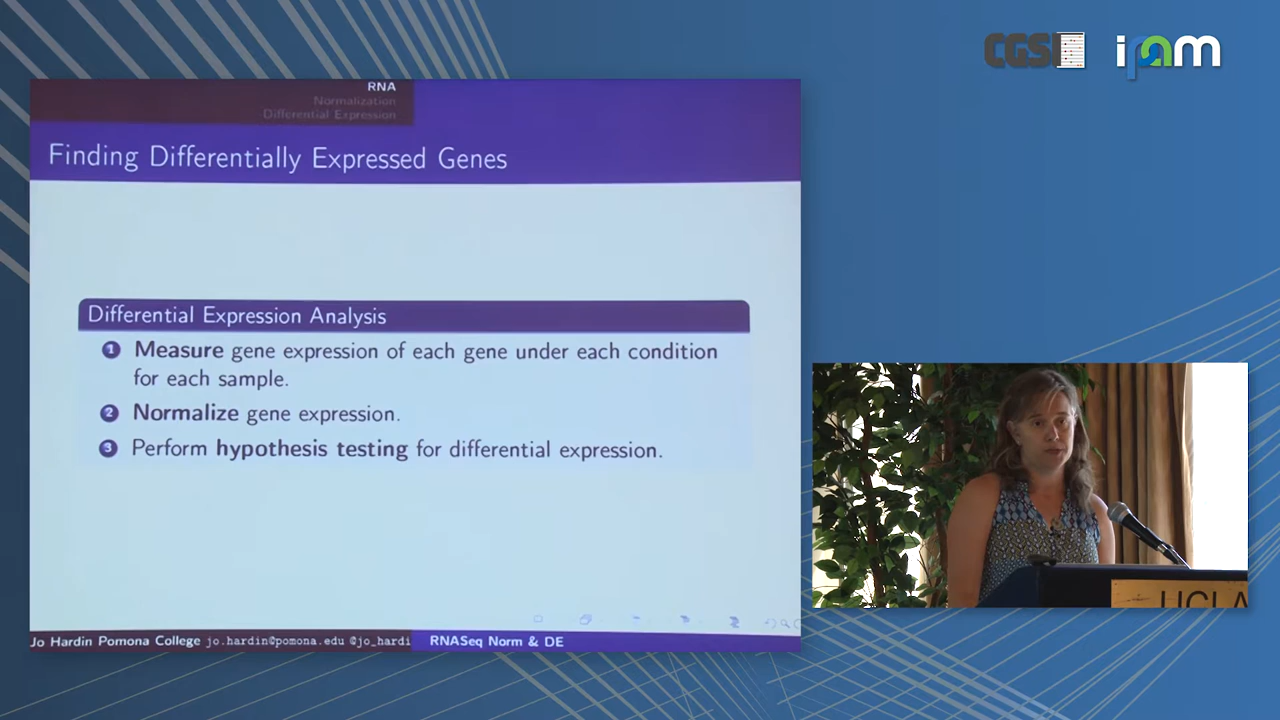 CGSI
ipam
RNA
Normalization
Differential Expression
Finding Differentially Expressed Genes
Differential Expression Analysis
1 Measure gene expression of each gene under each condition
for each sample.
2 Normalize gene expression.
3 Perform hypothesis testing for differential expression.
Jo Hardin Pomona College jo.hardin@pomona.edu @jo_hardi
RNASeq Norm & DE
UCLA